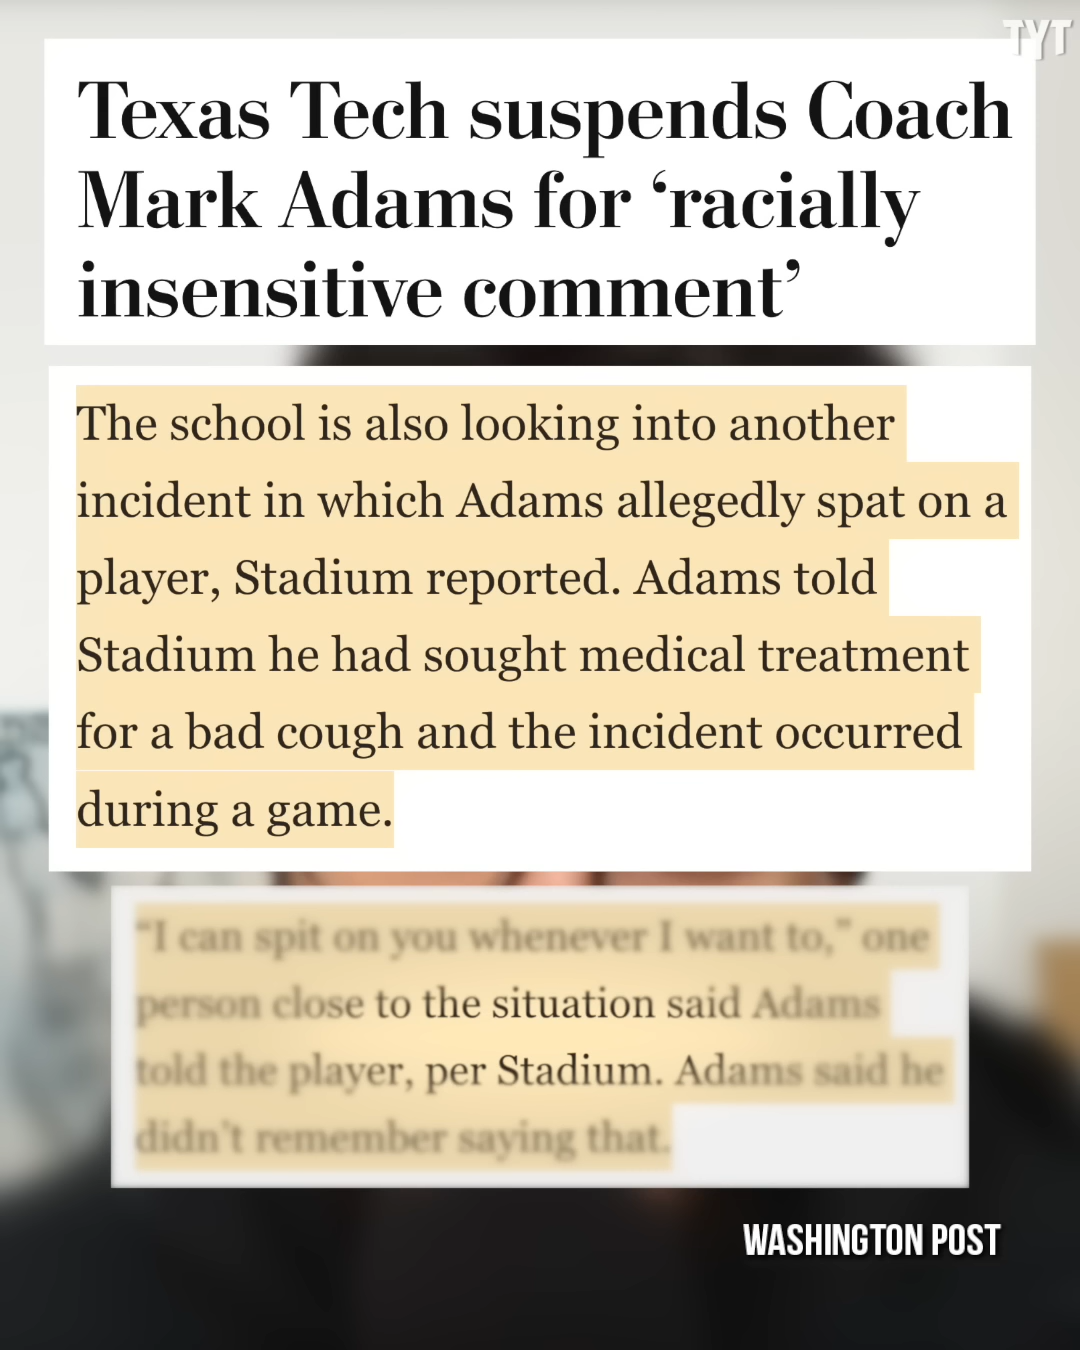 TYT
Texas Tech suspends Coach
Mark Adams for ‘racially
insensitive comment’
The school is also looking into another
incident in which Adams allegedly spat on a
player, Stadium reported. Adams told
Stadium he had sought medical treatment
for a bad cough and the incident occurred
during a game.
“I can spit on you whenever I want to,” one
person close to the situation said Adams
told the player, per Stadium. Adams said he
didn’t remember saying that.
WASHINGTON POST